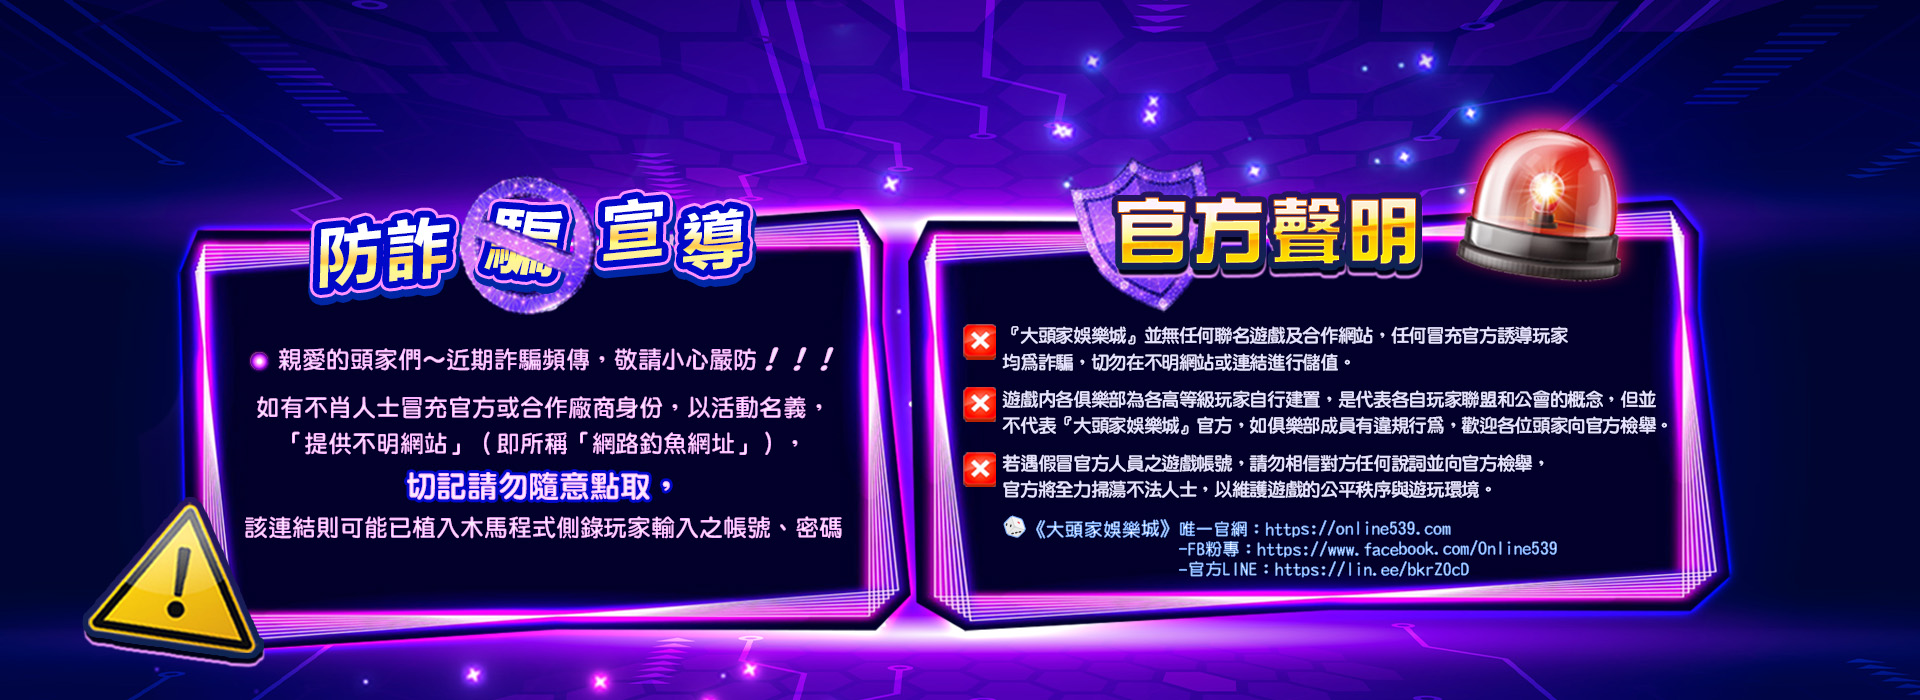 防詐騙宣導
親愛的頭家們～近期詐騙頻傳，敬請小心嚴防！！！
如有不肖人士冒充官方或合作廠商身份，以活動名義，
「提供不明網站」（即所稱「網路釣魚網址」），
切記請勿隨意點取，
該連結則可能已植入木馬程式側錄玩家輸入之帳號、密碼
官方聲明
『大頭家娛樂城』並無任何聯名遊戲及合作網站，任何冒充官方誘導玩家
均為詐騙，切勿在不明網站或連結進行儲值。
遊戲內各俱樂部為各高等級玩家自行建置，是代表各自玩家聯盟和公會的概念，但並
不代表『大頭家娛樂城』官方，如俱樂部成員有違規行為，歡迎各位頭家向官方檢舉。
若遇假冒官方人員之遊戲帳號，請勿相信對方任何說詞並向官方檢舉，
官方將全力掃蕩不法人士，以維護遊戲的公平秩序與遊玩環境。
《大頭家娛樂城》唯一官網：https://online539.com
-FB粉專：https://www.facebook.com/Online539
-官方LINE：https://lin.ee/bkrZOcD